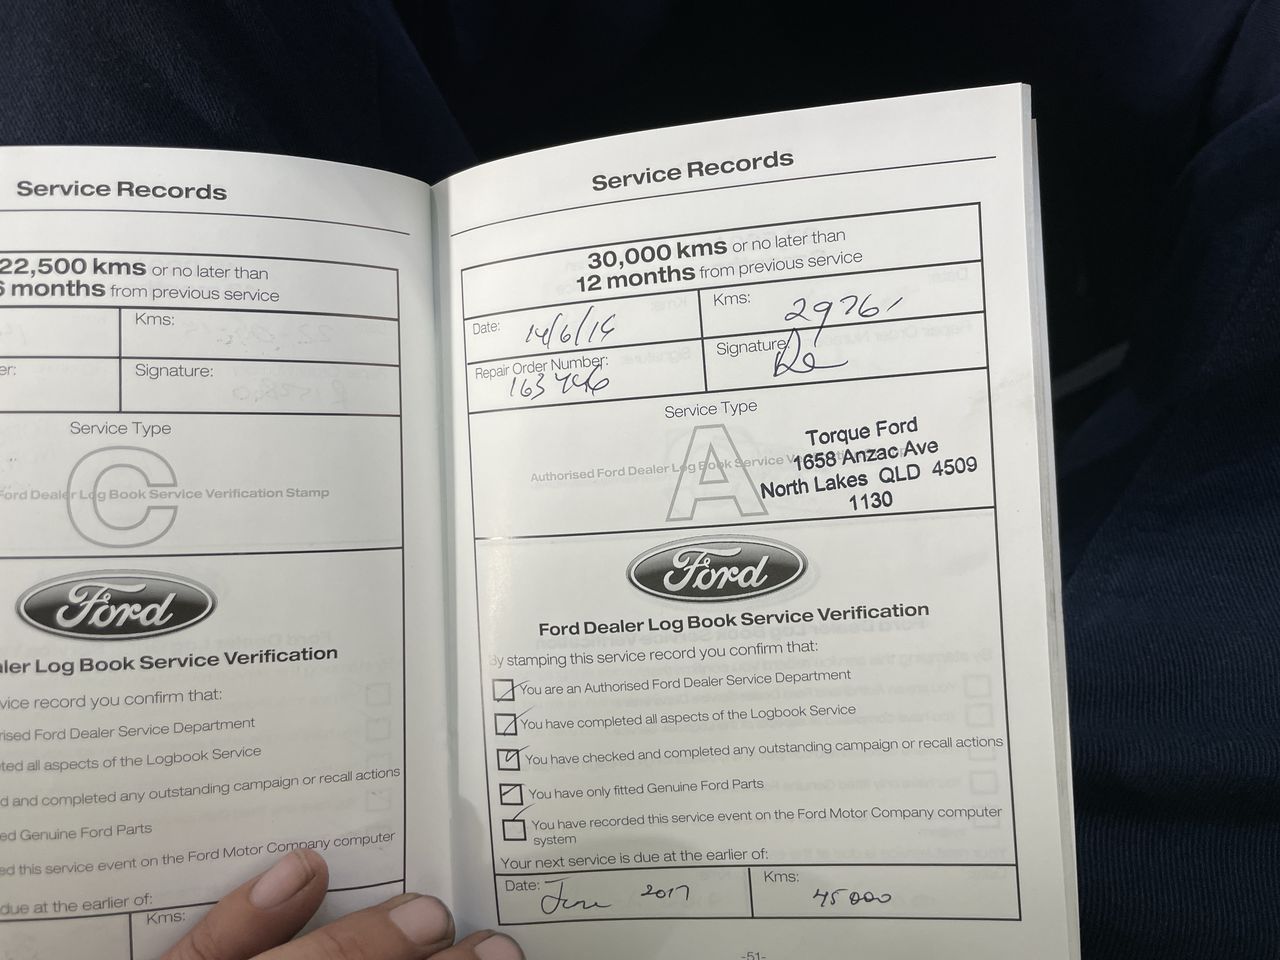 Service Records
22,500 kms or no later than
6 months from previous service
Kms:
er:
Signature:
Service Type
C
Ford Dealer Log Book Service Verification Stamp
Ford
aler Log Book Service Verification
vice record you confirm that:
rised Ford Dealer Service Department
ted all aspects of the Logbook Service
d and completed any outstanding campaign or recall actions
ed Genuine Ford Parts
ed this service event on the Ford Motor Company computer
due at the earlier of:
Kms:
Service Records
30,000 kms or no later than
12 months from previous service
Date: 14/6/16
Kms: 29761
Repair Order Number:
Signature:
Service Type
A
Authorised Ford Dealer Log Book Service
Torque Ford
1658 Anzac Ave
North Lakes QLD 4509
1130
Ford
Ford Dealer Log Book Service Verification
By stamping this service record you confirm that:
You are an Authorised Ford Dealer Service Department
You have completed all aspects of the Logbook Service
You have checked and completed any outstanding campaign or recall actions
You have only fitted Genuine Ford Parts
You have recorded this service event on the Ford Motor Company computer
system
Your next service is due at the earlier of:
Date: June 2017
Kms: 45000
-51-